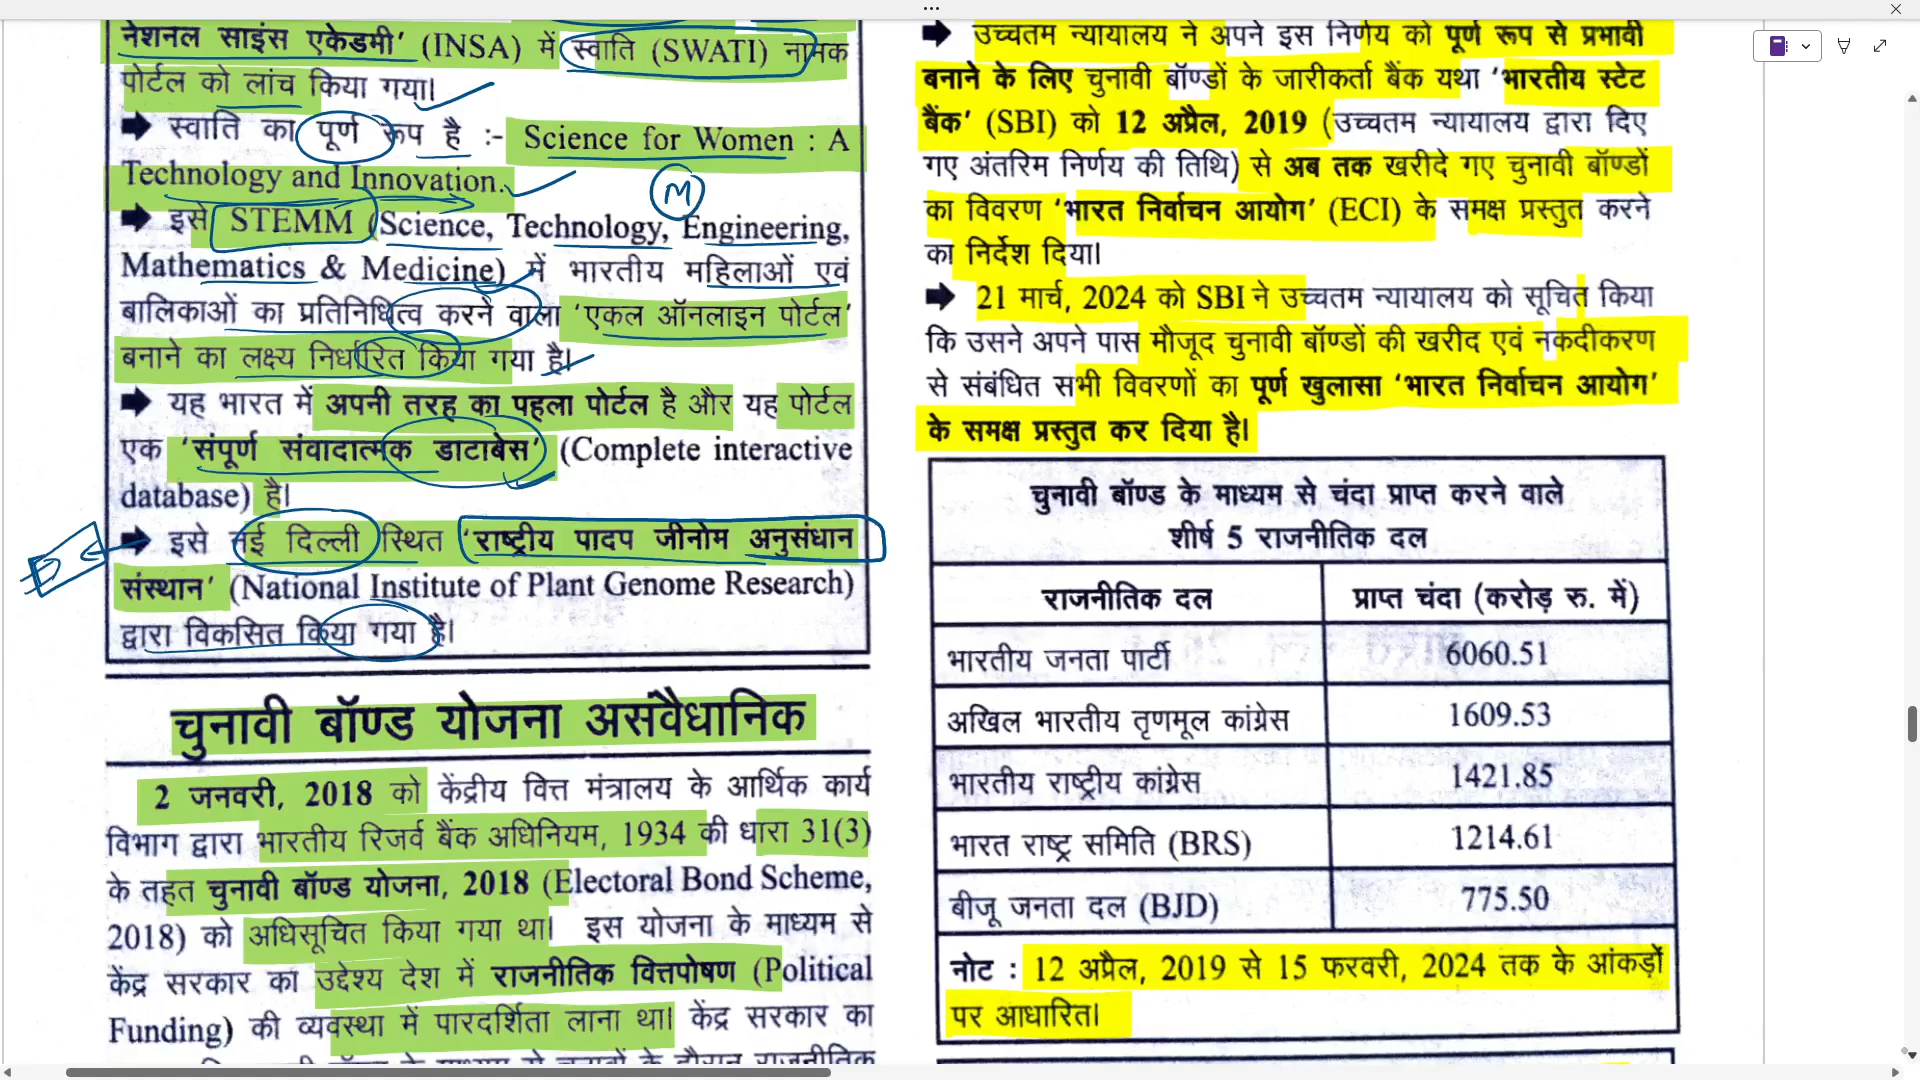 नेशनल साइंस एकेडमी’ (INSA) में स्वाति (SWATI) नामक
पोर्टल को लांच किया गया।
➡ स्वाति का पूर्ण रूप है :- Science for Women : A
Technology and Innovation.
M
➡ इसे STEMM (Science, Technology, Engineering,
Mathematics & Medicine) में भारतीय महिलाओं एवं
बालिकाओं का प्रतिनिधित्व करने वाला ‘एकल ऑनलाइन पोर्टल’
बनाने का लक्ष्य निर्धारित किया गया है।
➡ यह भारत में अपनी तरह का पहला पोर्टल है और यह पोर्टल
एक ‘संपूर्ण संवादात्मक डाटाबेस’ (Complete interactive
database) है।
➡ इसे नई दिल्ली स्थित ‘राष्ट्रीय पादप जीनोम अनुसंधान
संस्थान’ (National Institute of Plant Genome Research)
द्वारा विकसित किया गया है।
चुनावी बॉण्ड योजना असंवैधानिक
2 जनवरी, 2018 को केंद्रीय वित्त मंत्रालय के आर्थिक कार्य
विभाग द्वारा भारतीय रिजर्व बैंक अधिनियम, 1934 की धारा 31(3)
के तहत चुनावी बॉण्ड योजना, 2018 (Electoral Bond Scheme,
2018) को अधिसूचित किया गया था। इस योजना के माध्यम से
केंद्र सरकार का उद्देश्य देश में राजनीतिक वित्तपोषण (Political
Funding) की व्यवस्था में पारदर्शिता लाना था। केंद्र सरकार का
➡ उच्चतम न्यायालय ने अपने इस निर्णय को पूर्ण रूप से प्रभावी
बनाने के लिए चुनावी बॉण्डों के जारीकर्ता बैंक यथा ‘भारतीय स्टेट
बैंक’ (SBI) को 12 अप्रैल, 2019 (उच्चतम न्यायालय द्वारा दिए
गए अंतरिम निर्णय की तिथि) से अब तक खरीदे गए चुनावी बॉण्डों
का विवरण ‘भारत निर्वाचन आयोग’ (ECI) के समक्ष प्रस्तुत करने
का निर्देश दिया।
➡ 21 मार्च, 2024 को SBI ने उच्चतम न्यायालय को सूचित किया
कि उसने अपने पास मौजूद चुनावी बॉण्डों की खरीद एवं नकदीकरण
से संबंधित सभी विवरणों का पूर्ण खुलासा ‘भारत निर्वाचन आयोग’
के समक्ष प्रस्तुत कर दिया है।
चुनावी बॉण्ड के माध्यम से चंदा प्राप्त करने वाले
शीर्ष 5 राजनीतिक दल
राजनीतिक दल प्राप्त चंदा (करोड़ रु. में)
भारतीय जनता पार्टी 6060.51
अखिल भारतीय तृणमूल कांग्रेस 1609.53
भारतीय राष्ट्रीय कांग्रेस 1421.85
भारत राष्ट्र समिति (BRS) 1214.61
बीजू जनता दल (BJD) 775.50
नोट : 12 अप्रैल, 2019 से 15 फरवरी, 2024 तक के आंकड़ों
पर आधारित।